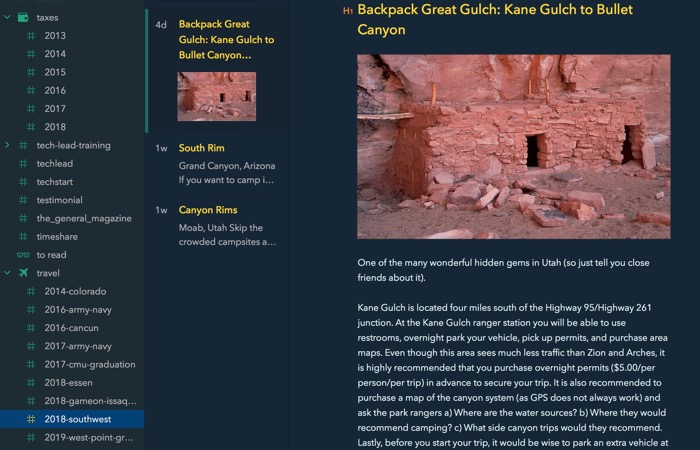 taxes
2013
2014
2015
2016
2017
2018
tech-lead-training
techlead
techstart
testimonial
the_general_magazine
timeshare
to read
travel
2014-colorado
2016-army-navy
2016-cancun
2017-army-navy
2017-cmu-graduation
2018-essen
2018-gameon-issaq...
2018-southwest
2019-west-point-gr...
4d
Backpack Great
Gulch: Kane Gulch to
Bullet Canyon...
1w
South Rim
Grand Canyon, Arizona
If you want to camp i...
1w
Canyon Rims
Moab, Utah Skip the
crowded campsites a...
H1 Backpack Great Gulch: Kane Gulch to Bullet
Canyon
One of the many wonderful hidden gems in Utah (so just tell you close
friends about it).
Kane Gulch is located four miles south of the Highway 95/Highway 261
junction. At the Kane Gulch ranger station you will be able to use
restrooms, overnight park your vehicle, pick up permits, and purchase area
maps. Even though this area sees much less traffic than Zion and Arches, it
is highly recommended that you purchase overnight permits ($5.00/per
person/per trip) in advance to secure your trip. It is also recommended to
purchase a map of the canyon system (as GPS does not always work) and
ask the park rangers a) Where are the water sources? b) Where they would
recommend camping? c) What side canyon trips would they recommend.
Lastly, before you start your trip, it would be wise to park an extra vehicle at